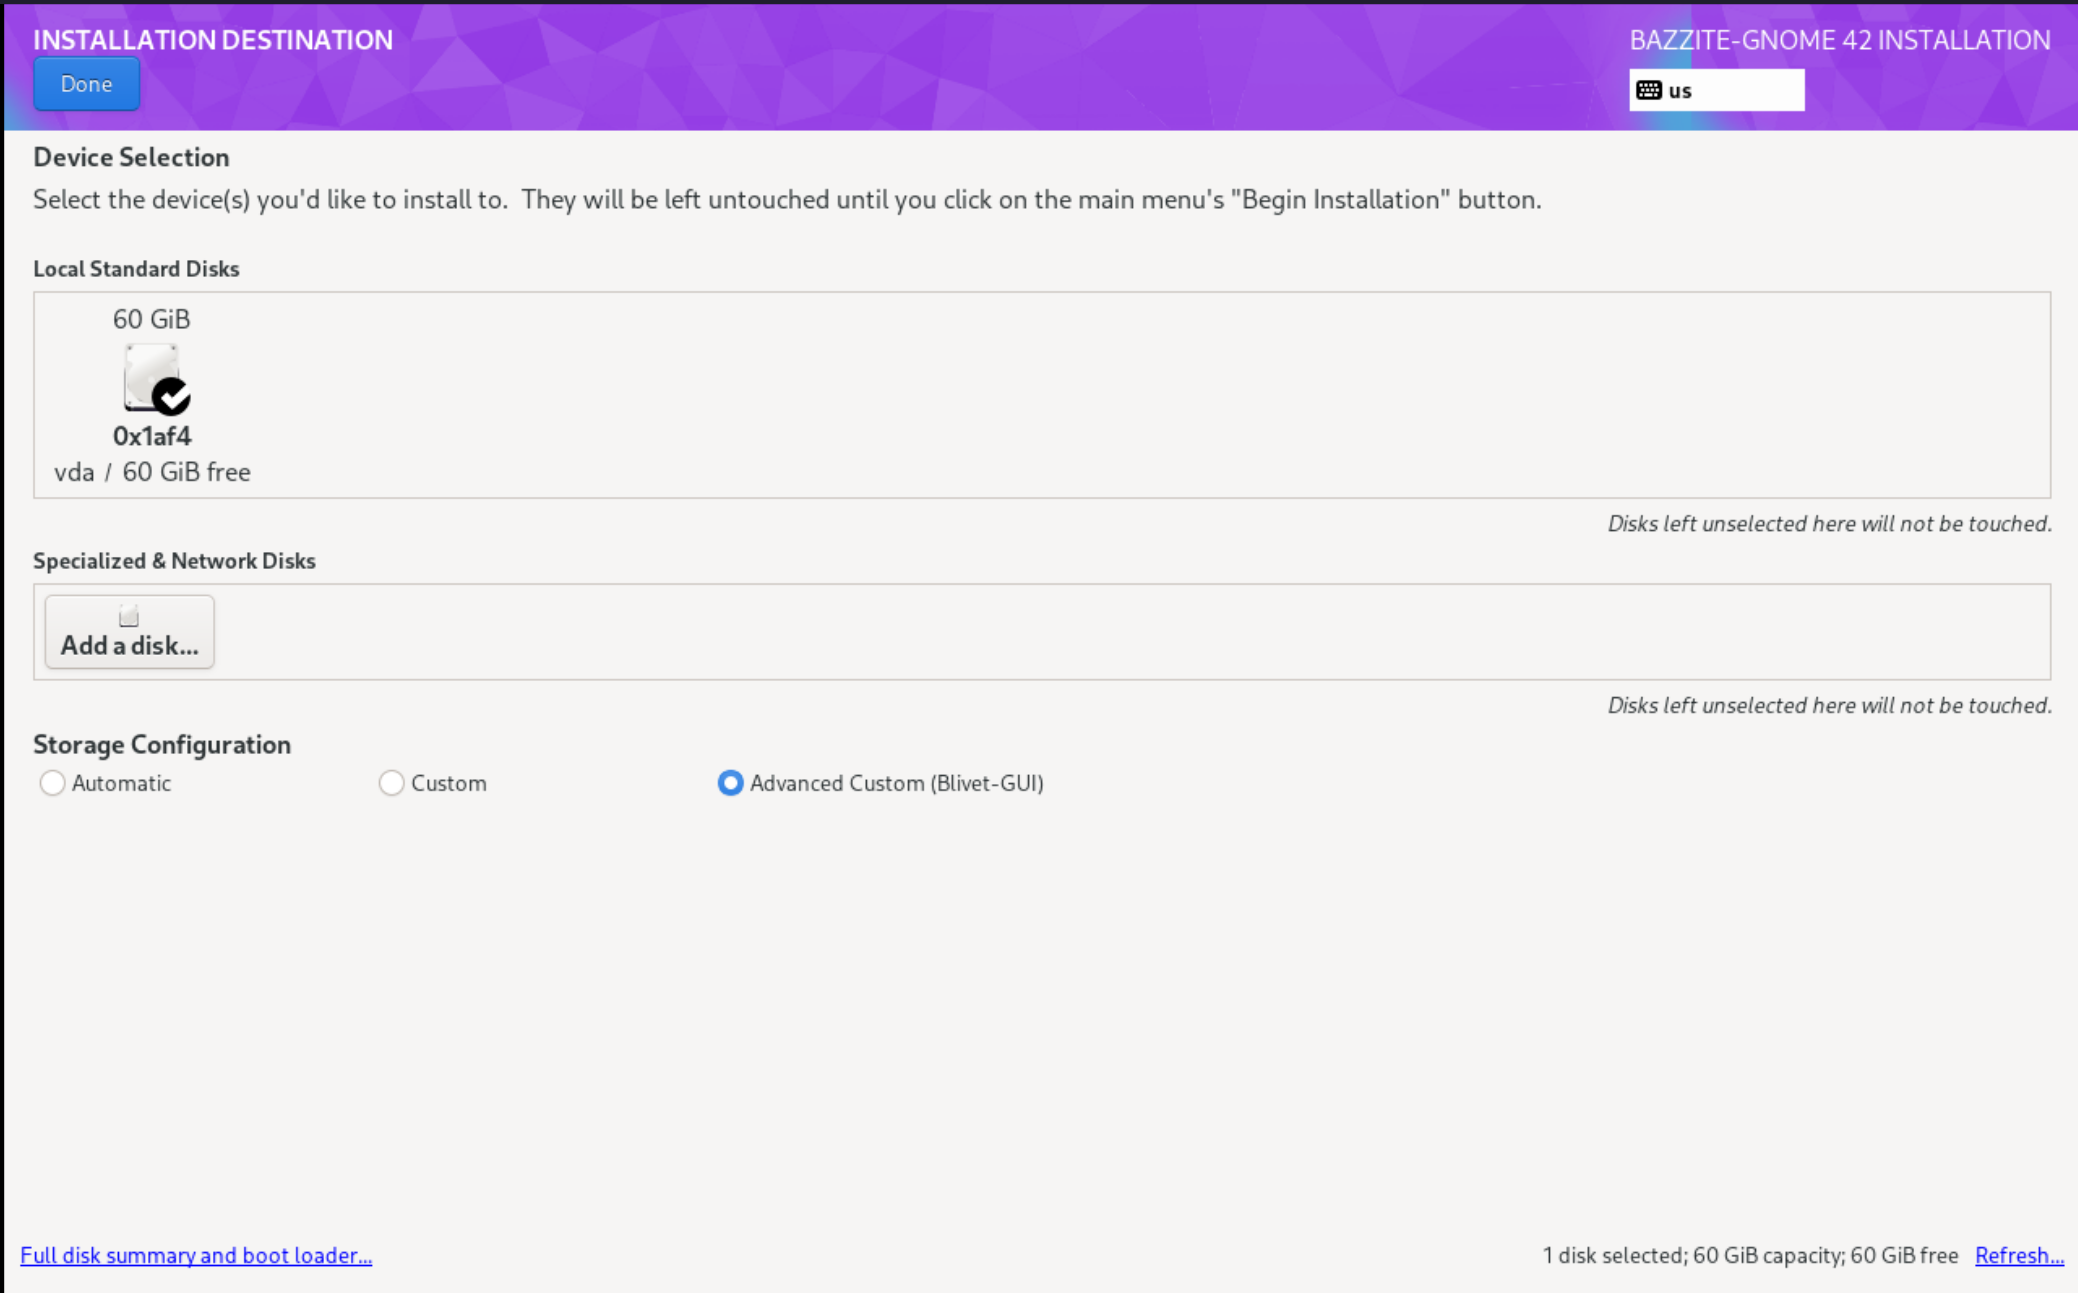 INSTALLATION DESTINATION
BAZZITE-GNOME 42 INSTALLATION
Done
us
Device Selection
Select the device(s) you'd like to install to.  They will be left untouched until you click on the main menu's "Begin Installation" button.
Local Standard Disks
60 GiB
0x1af4
vda / 60 GiB free
Disks left unselected here will not be touched.
Specialized & Network Disks
Add a disk...
Disks left unselected here will not be touched.
Storage Configuration
Automatic
Custom
Advanced Custom (Blivet-GUI)
Full disk summary and boot loader...
1 disk selected; 60 GiB capacity; 60 GiB free
Refresh...